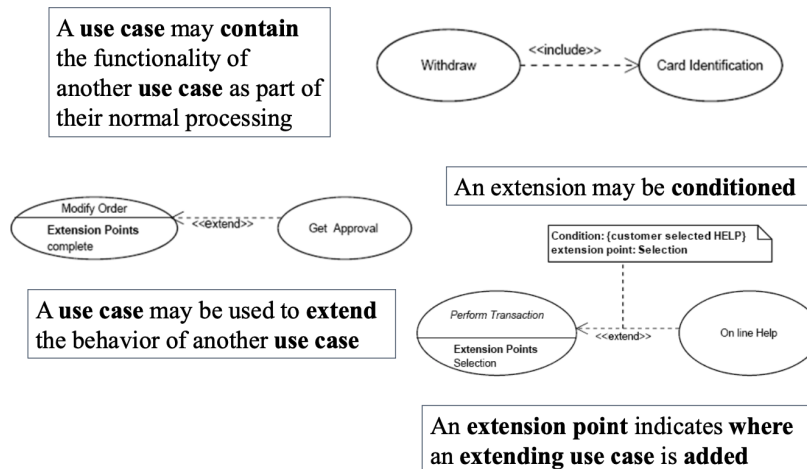 A use case may contain
the functionality of
another use case as part of
their normal processing
Withdraw
<<include>>
Card Identification
An extension may be conditioned
Modify Order
Extension Points
complete
<<extend>>
Get Approval
Condition: {customer selected HELP}
extension point: Selection
A use case may be used to extend
the behavior of another use case
Perform Transaction
Extension Points
Selection
<<extend>>
On line Help
An extension point indicates where
an extending use case is added